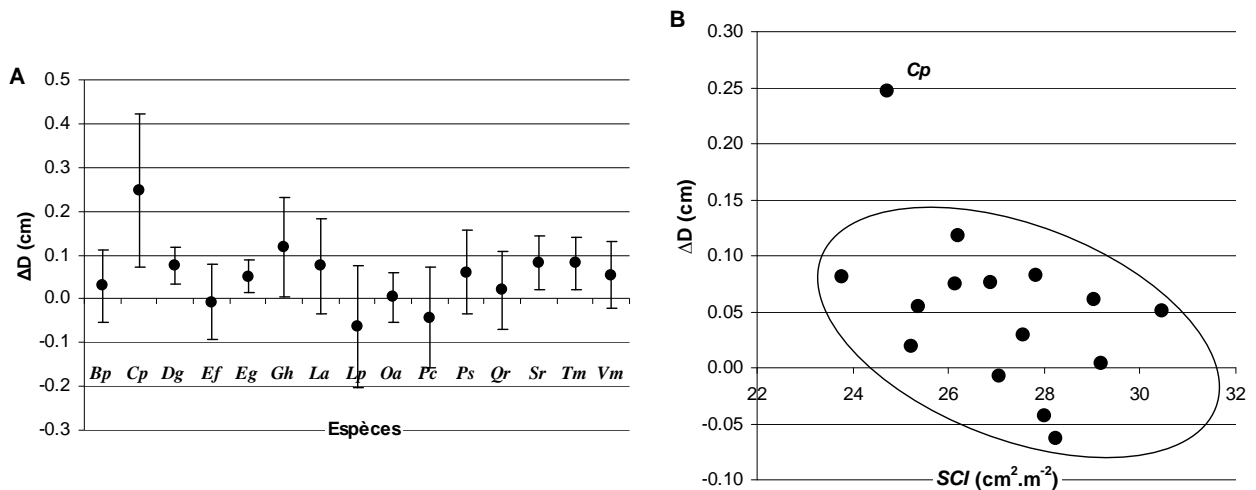 A
0.5
0.4
0.3
0.2
0.1
0.0
-0.1
-0.2
-0.3
ΔD (cm)
Bp Cp Dg Ef Eg Gh La Lp Oa Pc Ps Qr Sr Tm Vm
Espèces
B
0.30
0.25
0.20
0.15
0.10
0.05
0.00
-0.05
-0.10
ΔD (cm)
Cp
22 24 26 28 30 32
SCI (cm².m⁻²)